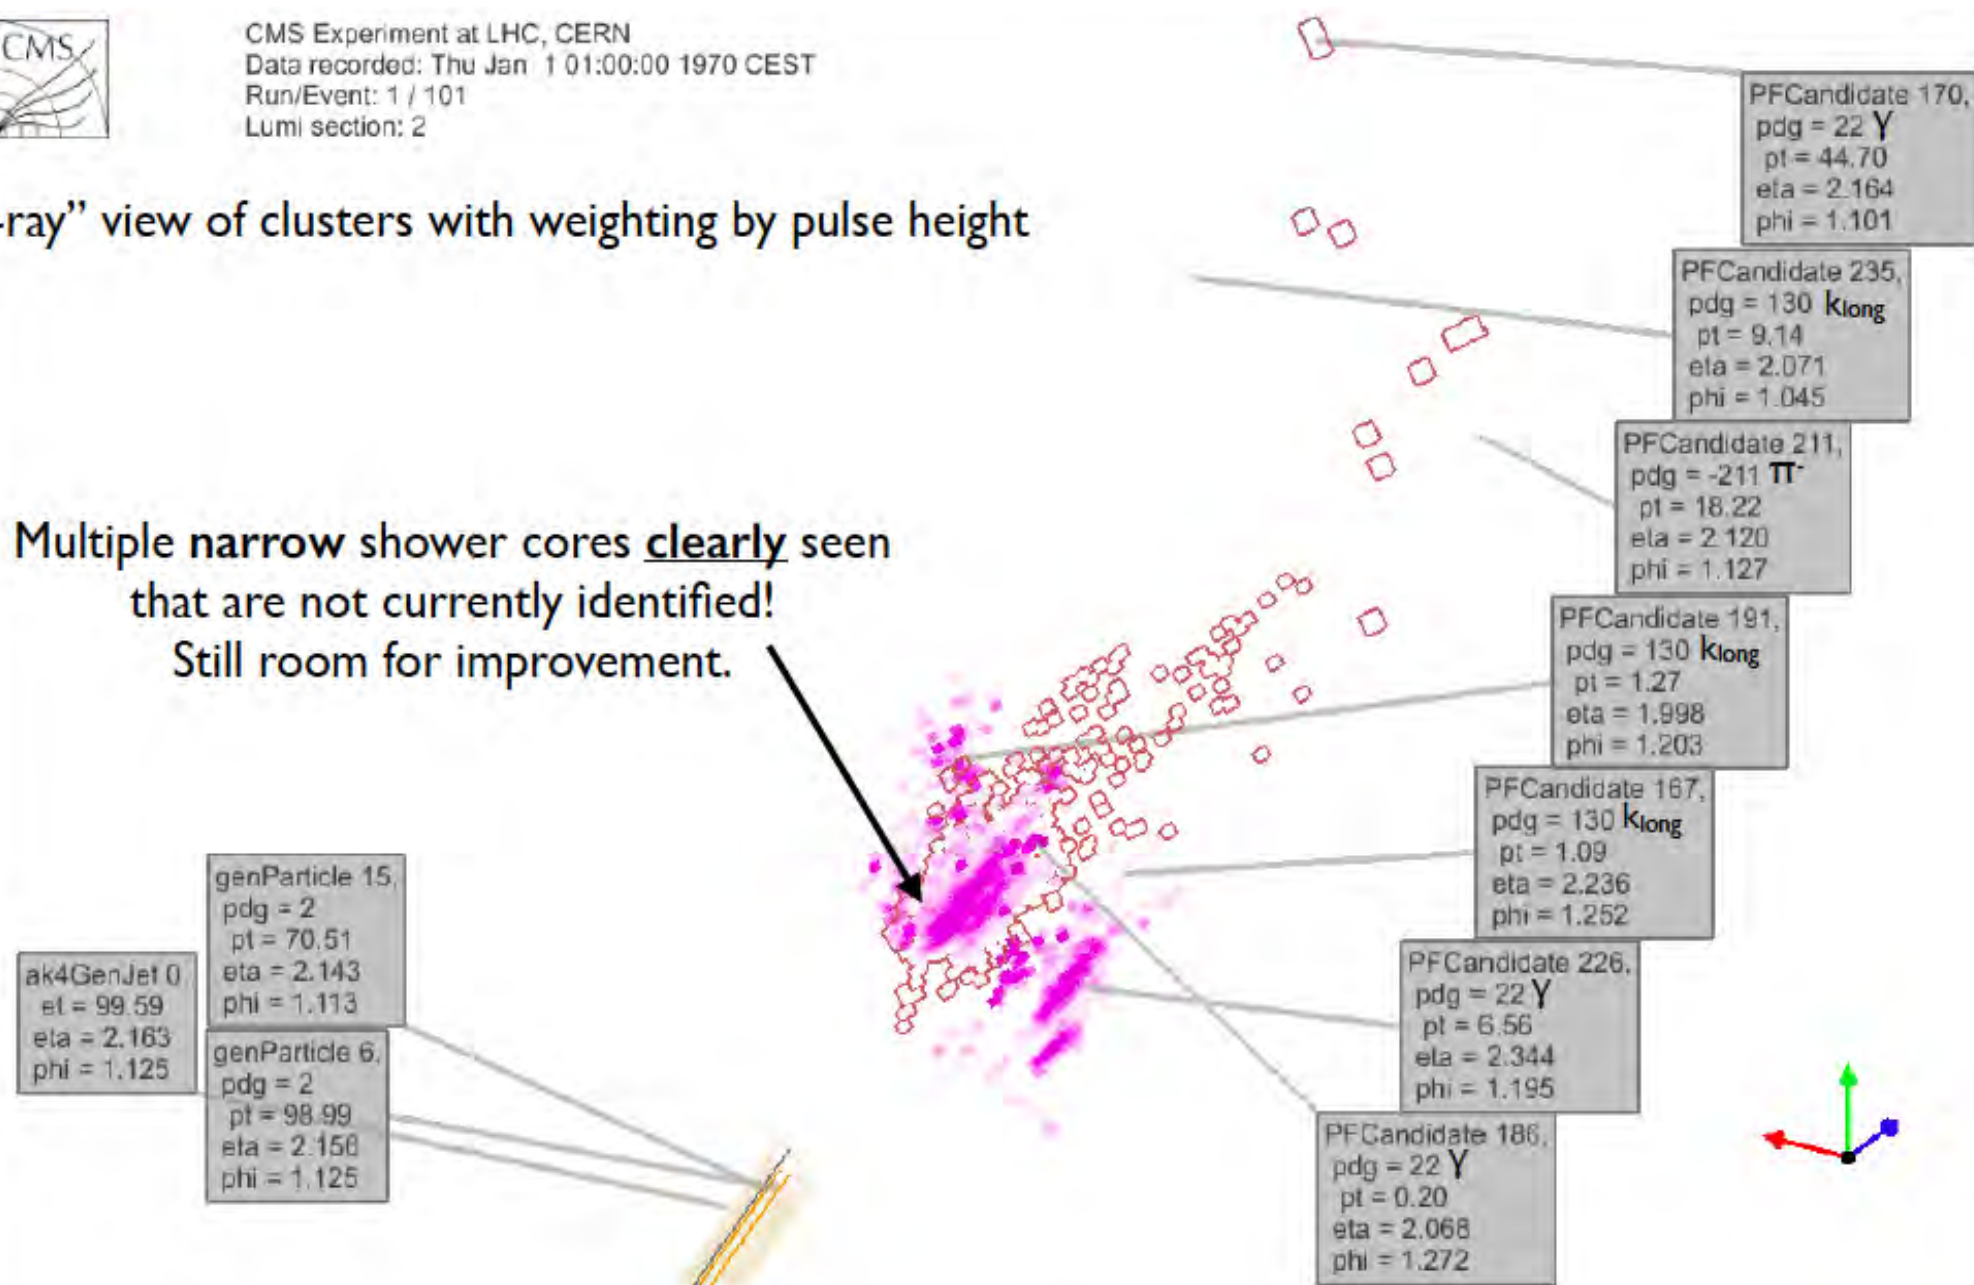 CMS
CMS Experiment at LHC, CERN
Data recorded: Thu Jan 1 01:00:00 1970 CEST
Run/Event: 1 / 101
Lumi section: 2
-ray” view of clusters with weighting by pulse height
Multiple narrow shower cores clearly seen
that are not currently identified!
Still room for improvement.
PFCandidate 170,
pdg = 22 γ
pt = 44.70
eta = 2.164
phi = 1.101
PFCandidate 235,
pdg = 130 klong
pt = 9.14
eta = 2.071
phi = 1.045
PFCandidate 211,
pdg = -211 π-
pt = 18.22
eta = 2.120
phi = 1.127
PFCandidate 191,
pdg = 130 klong
pt = 1.27
eta = 1.998
phi = 1.203
PFCandidate 167,
pdg = 130 klong
pt = 1.09
eta = 2.236
phi = 1.252
PFCandidate 226,
pdg = 22 γ
pt = 6.56
eta = 2.344
phi = 1.195
PFCandidate 186,
pdg = 22 γ
pt = 0.20
eta = 2.068
phi = 1.272
genParticle 15,
pdg = 2
pt = 70.51
eta = 2.143
phi = 1.113
ak4GenJet 0
et = 99.59
eta = 2.163
phi = 1.125
genParticle 6,
pdg = 2
pt = 98.99
eta = 2.156
phi = 1.125